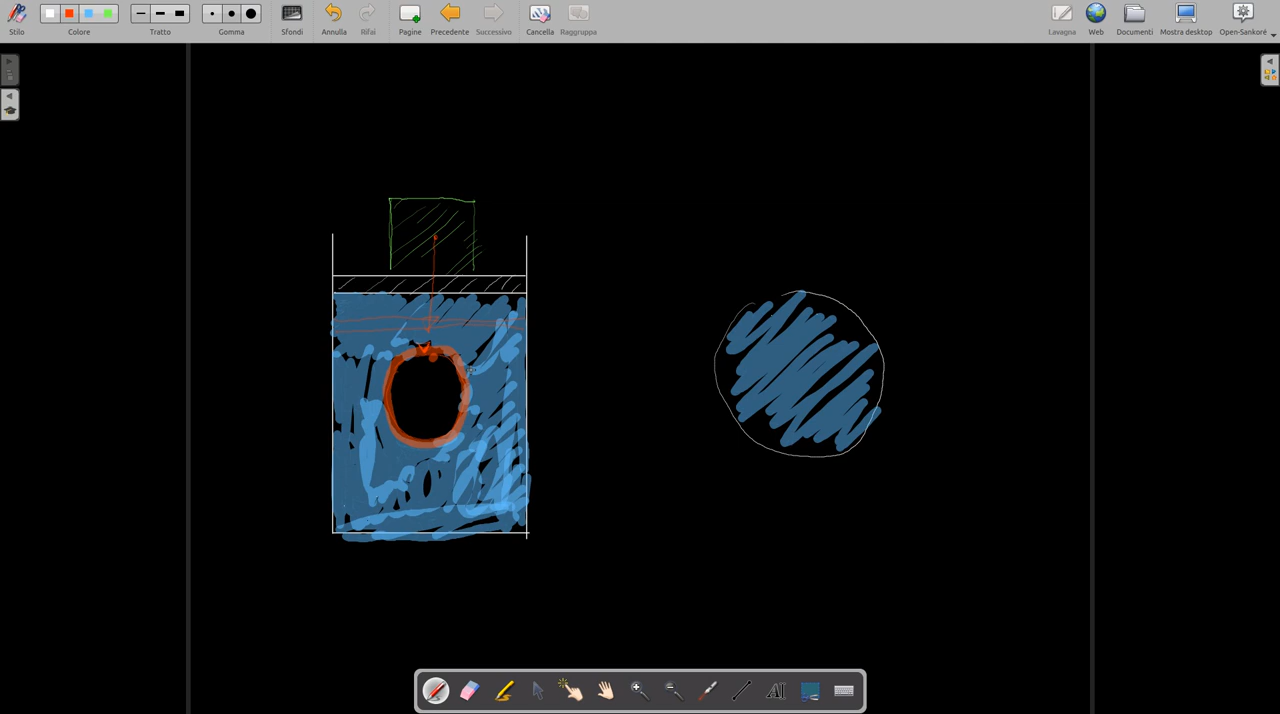 Stilo Colore Tratto Gomma Sfondi Annulla Rifai Pagine Precedente Successivo Cancella Raggruppa Lavagna Web Documenti Mostra desktop Open-Sankoré
AI